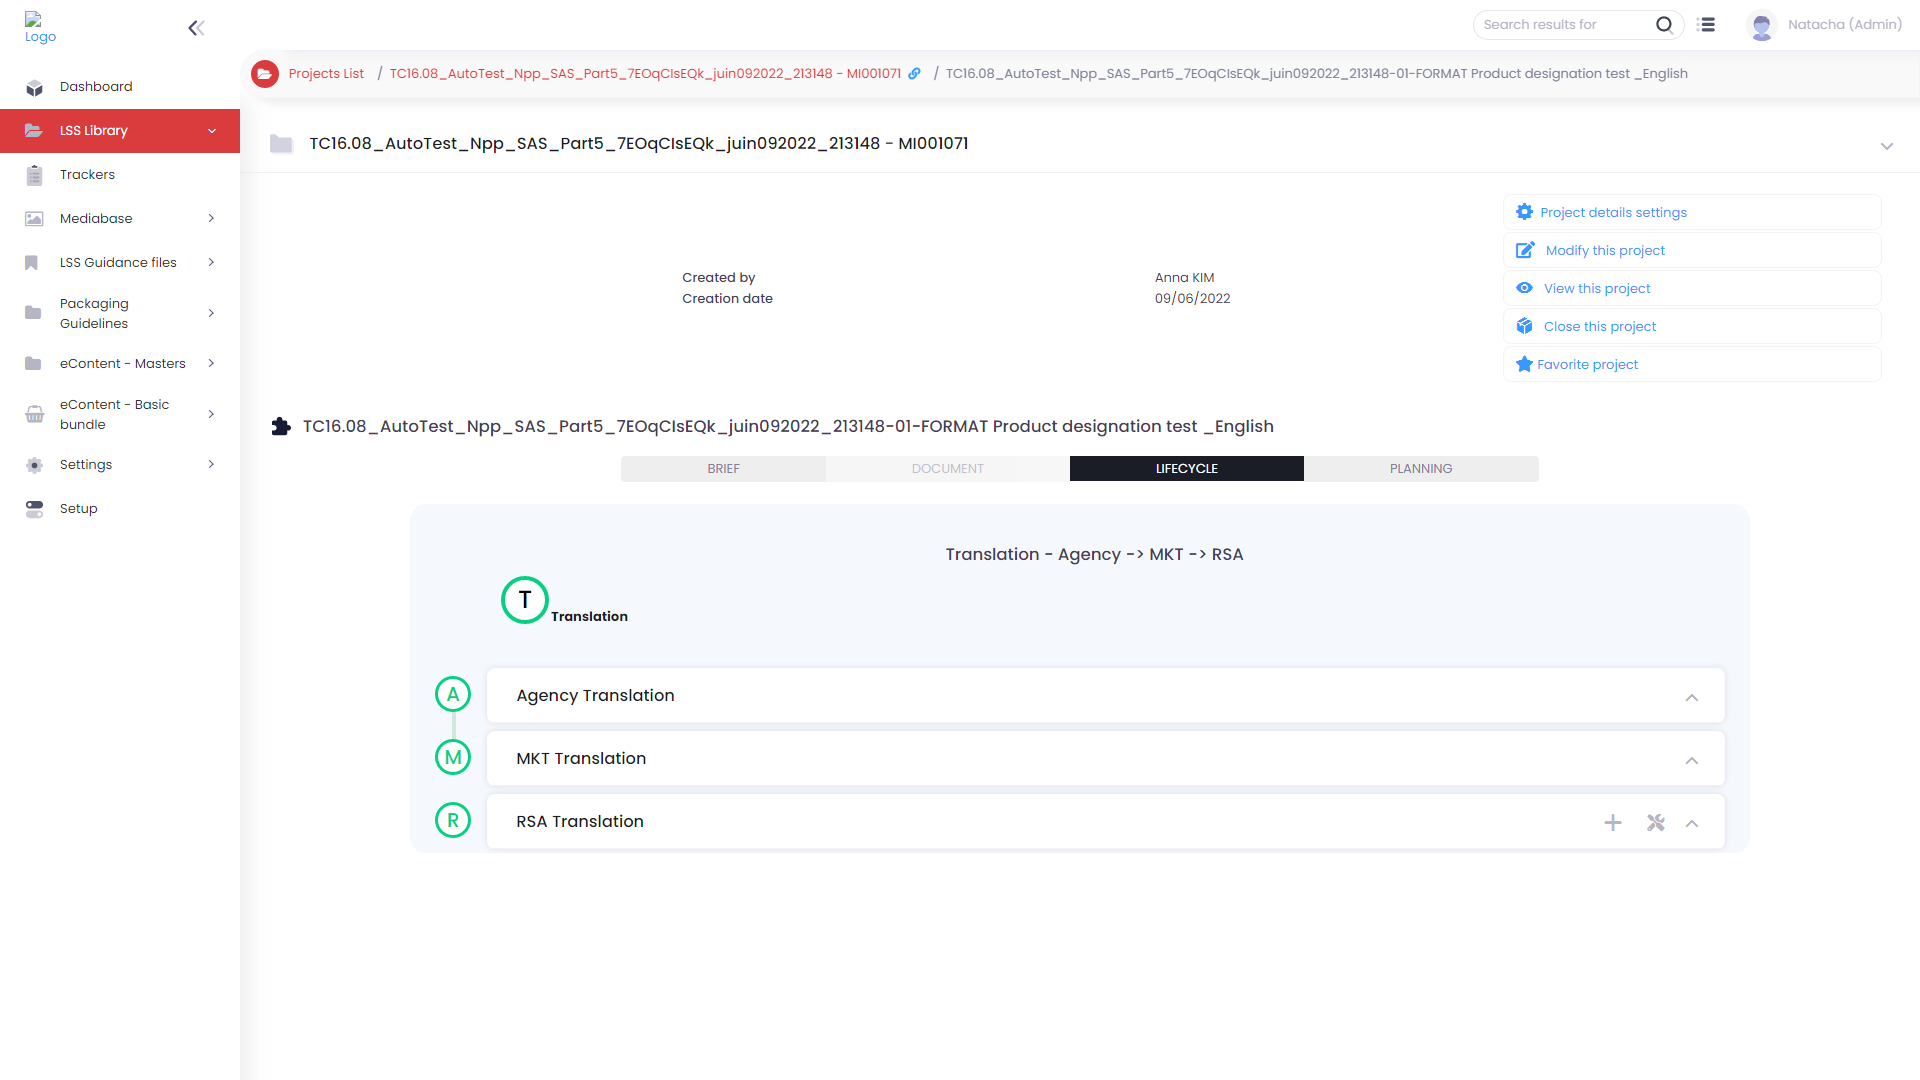 Logo
Search results for
Natacha (Admin)
Projects List / TC16.08_AutoTest_Npp_SAS_Part5_7EOqCIsEQk_juin092022_213148 - MI001071 / TC16.08_AutoTest_Npp_SAS_Part5_7EOqCIsEQk_juin092022_213148-01-FORMAT Product designation test _English
Dashboard
LSS Library
Trackers
Mediabase
LSS Guidance files
Packaging
Guidelines
eContent - Masters
eContent - Basic
bundle
Settings
Setup
TC16.08_AutoTest_Npp_SAS_Part5_7EOqCIsEQk_juin092022_213148 - MI001071
Created by Anna KIM
Creation date 09/06/2022
Project details settings
Modify this project
View this project
Close this project
Favorite project
TC16.08_AutoTest_Npp_SAS_Part5_7EOqCIsEQk_juin092022_213148-01-FORMAT Product designation test _English
BRIEF DOCUMENT LIFECYCLE PLANNING
Translation - Agency -> MKT -> RSA
T Translation
A Agency Translation
M MKT Translation
R RSA Translation